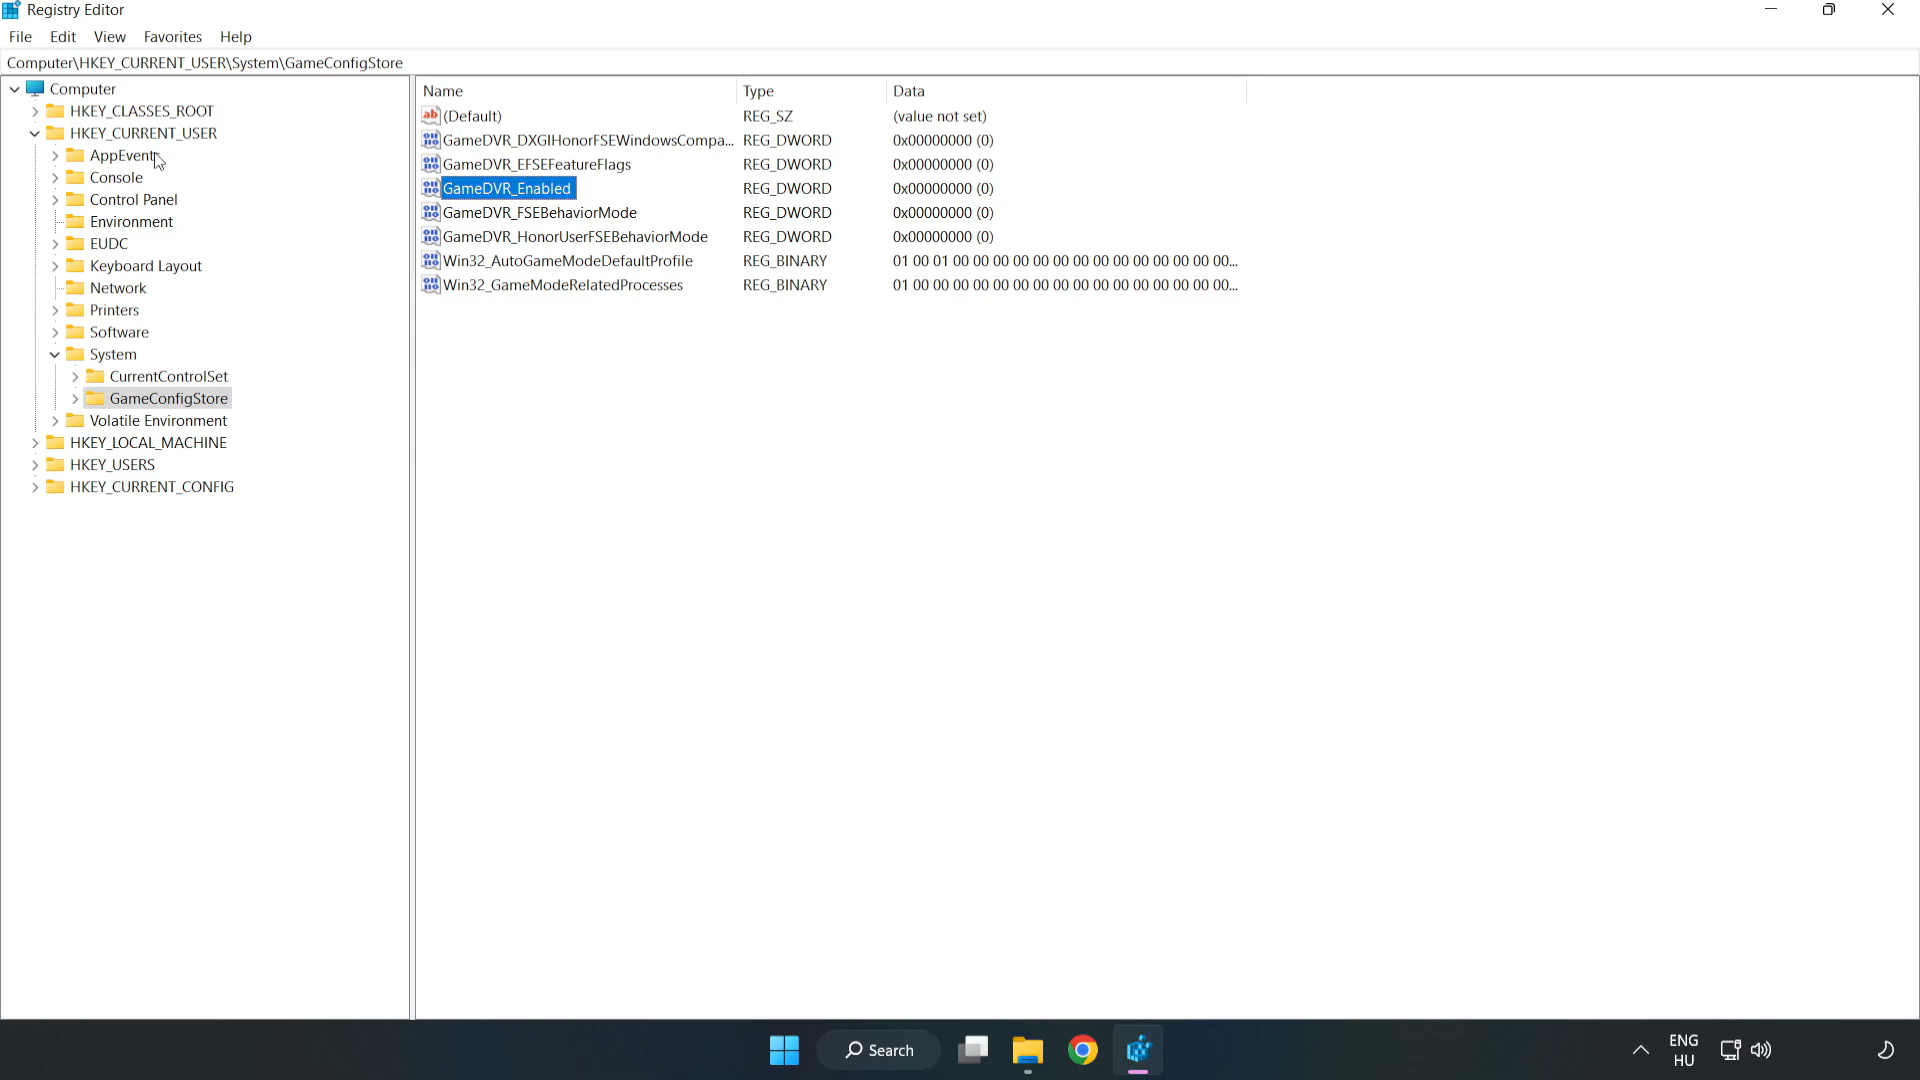 Registry Editor
File Edit View Favorites Help
Computer\HKEY_CURRENT_USER\System\GameConfigStore
Computer
HKEY_CLASSES_ROOT
HKEY_CURRENT_USER
AppEvents
Console
Control Panel
Environment
EUDC
Keyboard Layout
Network
Printers
Software
System
CurrentControlSet
GameConfigStore
Volatile Environment
HKEY_LOCAL_MACHINE
HKEY_USERS
HKEY_CURRENT_CONFIG
Name Type Data
(Default) REG_SZ (value not set)
GameDVR_DXGIHonorFSEWindowsCompa... REG_DWORD 0x00000000 (0)
GameDVR_EFSEFeatureFlags REG_DWORD 0x00000000 (0)
GameDVR_Enabled REG_DWORD 0x00000000 (0)
GameDVR_FSEBehaviorMode REG_DWORD 0x00000000 (0)
GameDVR_HonorUserFSEBehaviorMode REG_DWORD 0x00000000 (0)
Win32_AutoGameModeDefaultProfile REG_BINARY 01 00 01 00 00 00 00 00 00 00 00 00 00 00 00 00 00...
Win32_GameModeRelatedProcesses REG_BINARY 01 00 00 00 00 00 00 00 00 00 00 00 00 00 00 00 00...
Search
ENG
HU